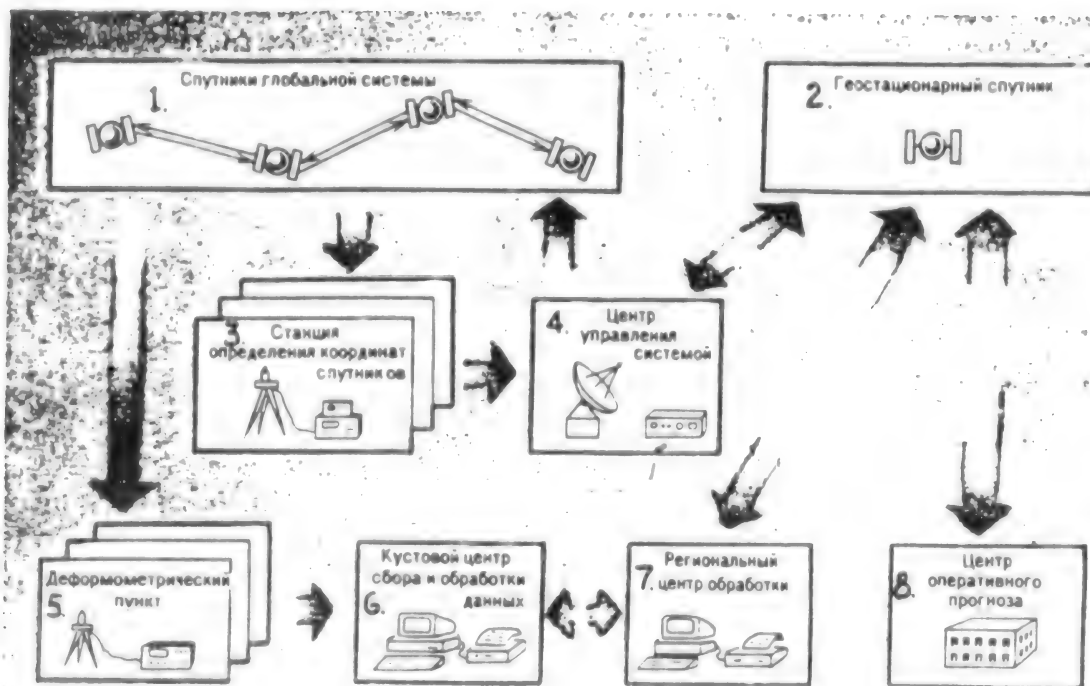 Спутники глобальной системы
1.
2. Геостационарный спутник
3. Станция
определения координат
спутников
4. Центр
управления
системой
Деформометрический
5. пункт
Кустовой центр
сбора и обработки
6. данных
Региональный
7. центр обработки
Центр
8. оперативного
прогноза